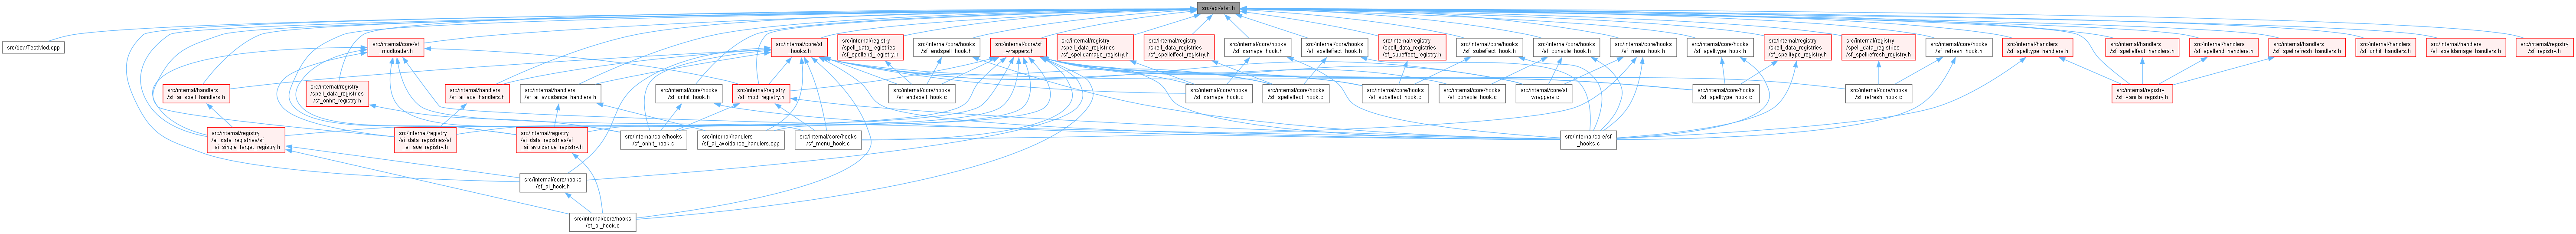 src/api/sfsf.h
src/dev/TestMod.cpp
src/internal/core/sf
_modloader.h
src/internal/core/sf
_hooks.h
src/internal/registry
/spell_data_registries
/sf_spellend_registry.h
src/internal/core/hooks
/sf_endspell_hook.h
src/internal/core/sf
_wrappers.h
src/internal/registry
/spell_data_registries
/sf_spelldamage_registry.h
src/internal/registry
/spell_data_registries
/sf_spelleffect_registry.h
src/internal/core/hooks
/sf_damage_hook.h
src/internal/core/hooks
/sf_spelleffect_hook.h
src/internal/registry
/spell_data_registries
/sf_subeffect_registry.h
src/internal/core/hooks
/sf_subeffect_hook.h
src/internal/core/hooks
/sf_console_hook.h
src/internal/core/hooks
/sf_menu_hook.h
src/internal/core/hooks
/sf_spelltype_hook.h
src/internal/registry
/spell_data_registries
/sf_spelltype_registry.h
src/internal/registry
/spell_data_registries
/sf_spellrefresh_registry.h
src/internal/core/hooks
/sf_refresh_hook.h
src/internal/handlers
/sf_spelltype_handlers.h
src/internal/handlers
/sf_spelleffect_handlers.h
src/internal/handlers
/sf_spellend_handlers.h
src/internal/handlers
/sf_spellrefresh_handlers.h
src/internal/handlers
/sf_onhit_handlers.h
src/internal/handlers
/sf_spelldamage_handlers.h
src/internal/registry
/sf_registry.h
src/internal/handlers
/sf_ai_spell_handlers.h
src/internal/registry
/spell_data_registries
/sf_onhit_registry.h
src/internal/handlers
/sf_ai_aoe_handlers.h
src/internal/handlers
/sf_ai_avoidance_handlers.h
src/internal/core/hooks
/sf_onhit_hook.h
src/internal/registry
/sf_mod_registry.h
src/internal/core/hooks
/sf_endspell_hook.c
src/internal/core/hooks
/sf_damage_hook.c
src/internal/core/hooks
/sf_spelleffect_hook.c
src/internal/core/hooks
/sf_subeffect_hook.c
src/internal/core/hooks
/sf_console_hook.c
src/internal/core/sf
_wrappers.c
src/internal/core/hooks
/sf_spelltype_hook.c
src/internal/core/hooks
/sf_refresh_hook.c
src/internal/registry
/sf_vanilla_registry.h
src/internal/registry
/ai_data_registries/sf
_ai_single_target_registry.h
src/internal/registry
/ai_data_registries/sf
_ai_aoe_registry.h
src/internal/registry
/ai_data_registries/sf
_ai_avoidance_registry.h
src/internal/core/hooks
/sf_onhit_hook.c
src/internal/handlers
/sf_ai_avoidance_handlers.cpp
src/internal/core/hooks
/sf_menu_hook.c
src/internal/core/sf
_hooks.c
src/internal/core/hooks
/sf_ai_hook.h
src/internal/core/hooks
/sf_ai_hook.c